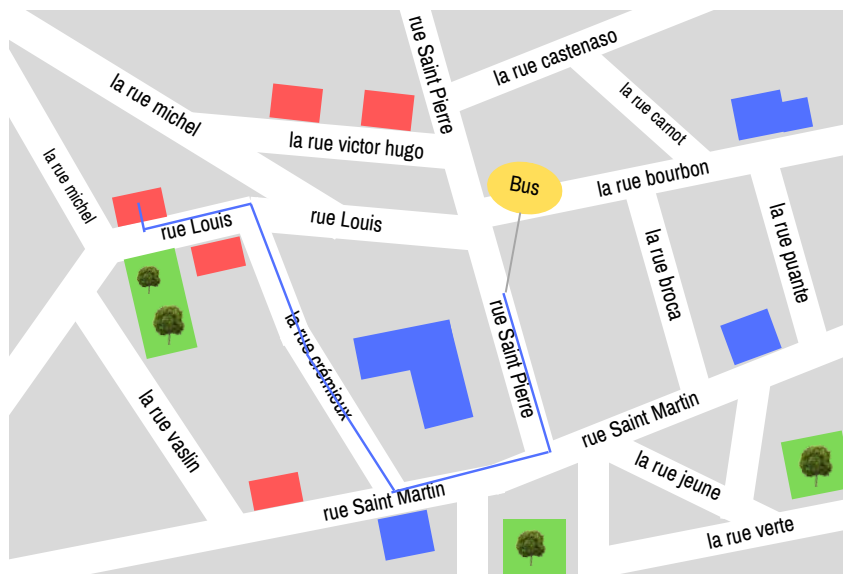 rue Saint Pierre
la rue castenaso
la rue michel
la rue carnot
la rue victor hugo
la rue michel
Bus
la rue bourbon
rue Louis
rue Louis
la rue broca
la rue puante
la rue crémieux
rue Saint Pierre
la rue vaslin
rue Saint Martin
rue Saint Martin
la rue jeune
la rue verte